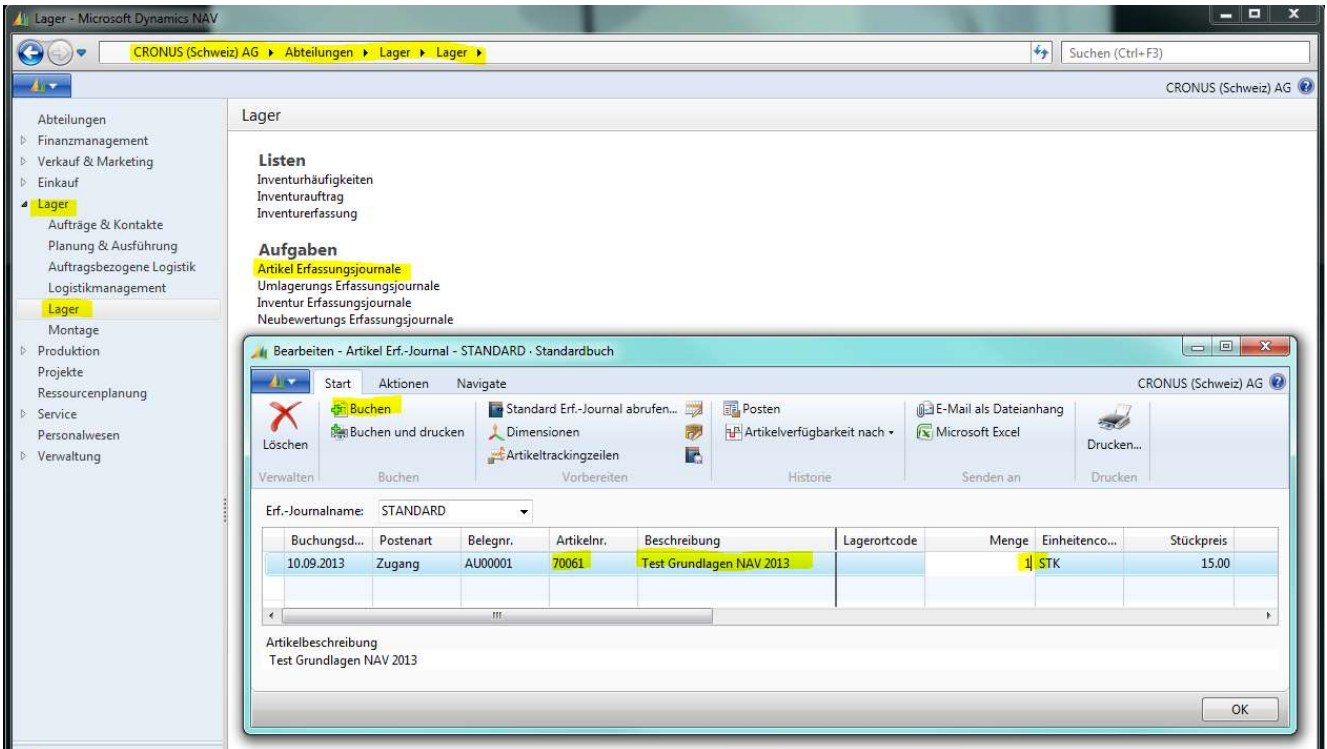 Lager - Microsoft Dynamics NAV
CRONUS (Schweiz) AG Abteilungen Lager Lager
Suchen (Ctrl+F3)
CRONUS (Schweiz) AG
Abteilungen
Finanzmanagement
Verkauf & Marketing
Einkauf
Lager
Aufträge & Kontakte
Planung & Ausführung
Auftragsbezogene Logistik
Logistikmanagement
Lager
Montage
Produktion
Projekte
Ressourcenplanung
Service
Personalwesen
Verwaltung
Lager
Listen
Inventurhäufigkeiten
Inventurauftrag
Inventurerfassung
Aufgaben
Artikel Erfassungsjournale
Umlagerungs Erfassungsjournale
Inventur Erfassungsjournale
Neubewertungs Erfassungsjournale
Bearbeiten - Artikel Erf.-Journal - STANDARD · Standardbuch
Start Aktionen Navigate
CRONUS (Schweiz) AG
Löschen
Verwalten
Buchen
Buchen und drucken
Buchen
Standard Erf.-Journal abrufen...
Dimensionen
Artikeltrackingzeilen
Vorbereiten
Posten
Artikelverfügbarkeit nach
Historie
E-Mail als Dateianhang
Microsoft Excel
Senden an
Drucken...
Drucken
Erf.-Journalname: STANDARD
Buchungsd... Postenart Belegnr. Artikelnr. Beschreibung Lagerortcode Menge Einheitenco... Stückpreis
10.09.2013 Zugang AU00001 70061 Test Grundlagen NAV 2013 1 STK 15.00
Artikelbeschreibung
Test Grundlagen NAV 2013
OK